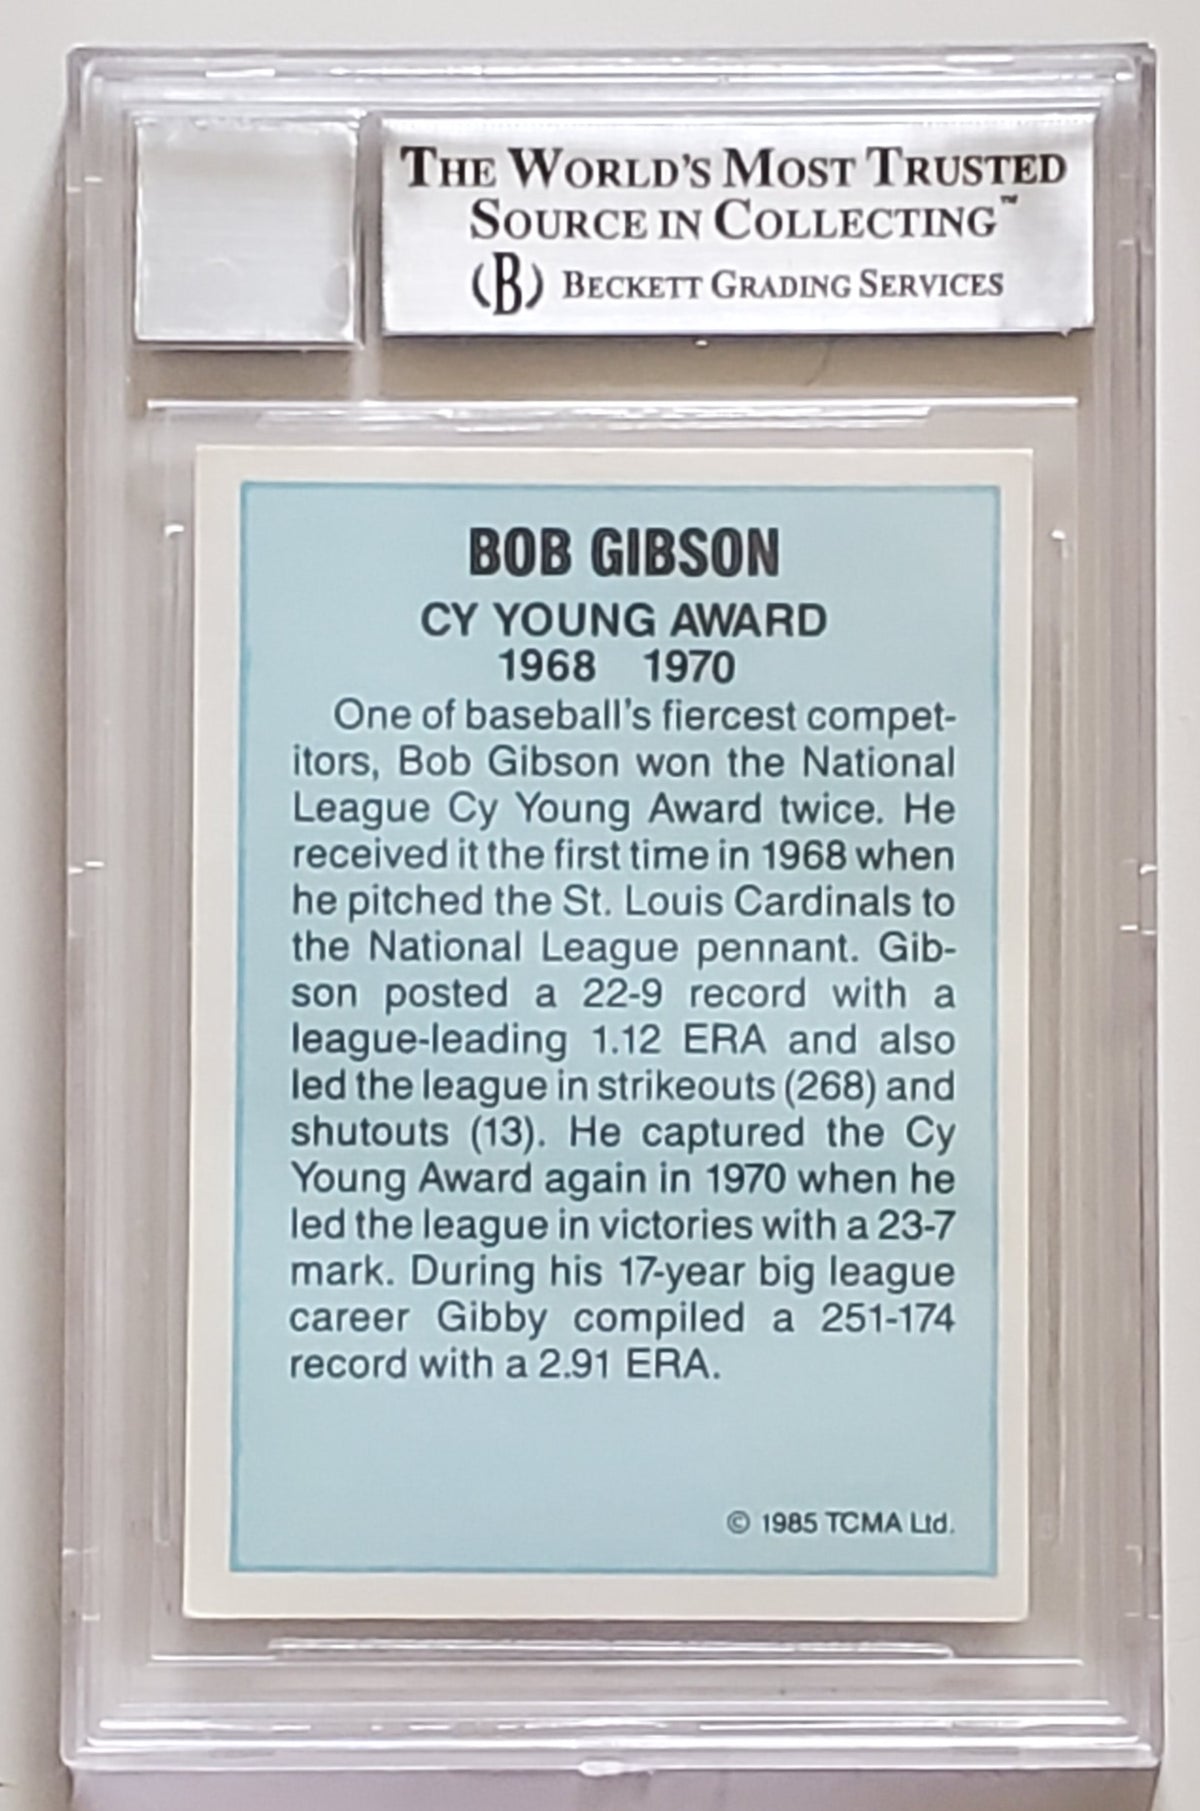 THE WORLD'S MOST TRUSTED
SOURCE IN COLLECTING™
(B) BECKETT GRADING SERVICES
BOB GIBSON
CY YOUNG AWARD
1968 1970
One of baseball's fiercest compet-
itors, Bob Gibson won the National
League Cy Young Award twice. He
received it the first time in 1968 when
he pitched the St. Louis Cardinals to
the National League pennant. Gib-
son posted a 22-9 record with a
league-leading 1.12 ERA and also
led the league in strikeouts (268) and
shutouts (13). He captured the Cy
Young Award again in 1970 when he
led the league in victories with a 23-7
mark. During his 17-year big league
career Gibby compiled a 251-174
record with a 2.91 ERA.
© 1985 TCMA Ltd.